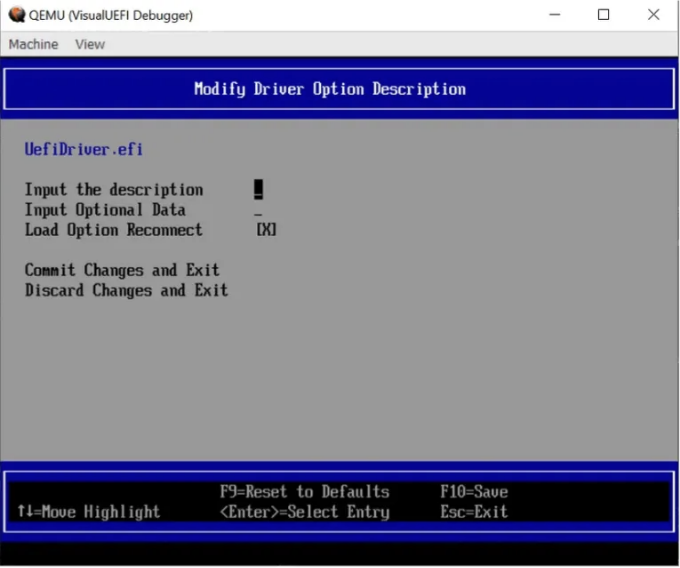 QEMU (VisualUEFI Debugger)
Machine View
Modify Driver Option Description
UefiDriver.efi
Input the description _
Input Optional Data _
Load Option Reconnect [X]
Commit Changes and Exit
Discard Changes and Exit
F9=Reset to Defaults F10=Save
↑↓=Move Highlight <Enter>=Select Entry Esc=Exit